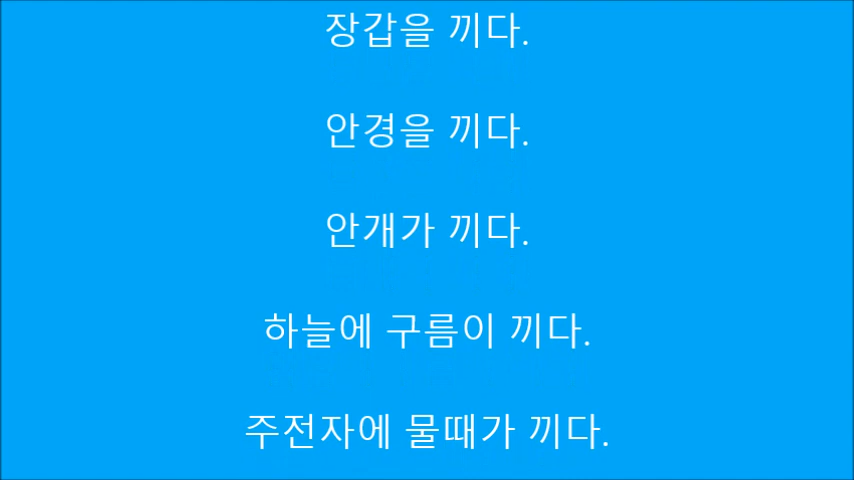 장갑을 끼다.
안경을 끼다.
안개가 끼다.
하늘에 구름이 끼다.
주전자에 물때가 끼다.